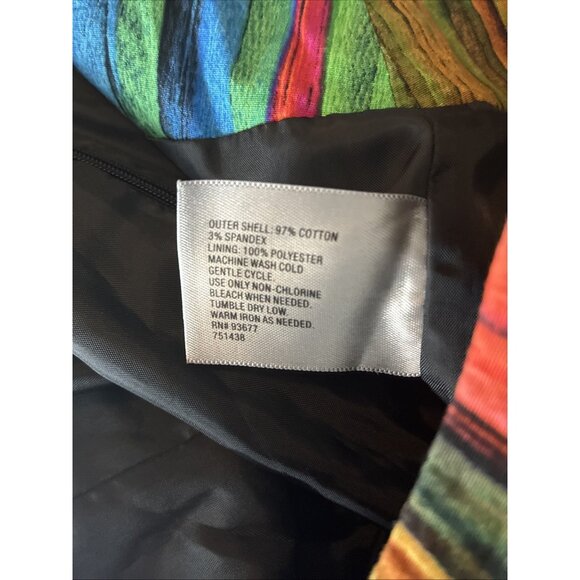 OUTER SHELL: 97% COTTON
3% SPANDEX
LINING: 100% POLYESTER
MACHINE WASH COLD
GENTLE CYCLE.
USE ONLY NON-CHLORINE
BLEACH WHEN NEEDED.
TUMBLE DRY LOW.
WARM IRON AS NEEDED.
RN# 93677
751438